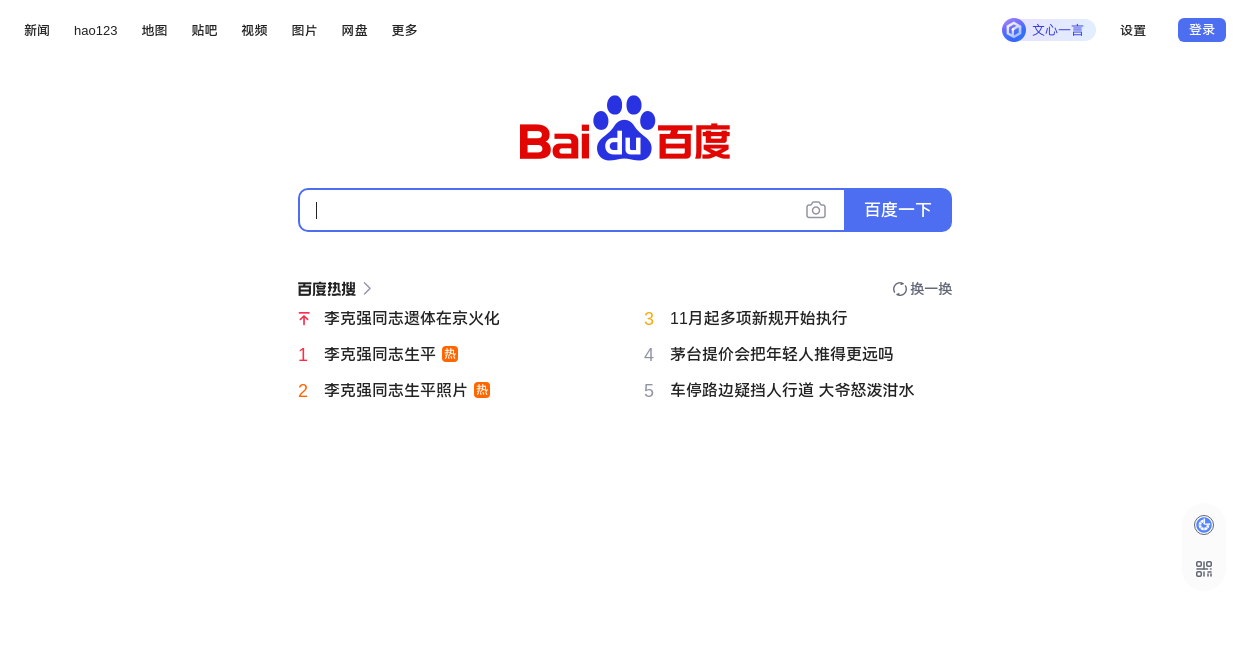 新闻 hao123 地图 贴吧 视频 图片 网盘 更多 文心一言 设置 登录
Bai du 百度
百度一下
百度热搜 换一换
李克强同志遗体在京火化
1 李克强同志生平 热
2 李克强同志生平照片 热
3 11月起多项新规开始执行
4 茅台提价会把年轻人推得更远吗
5 车停路边疑挡人行道 大爷怒泼泔水